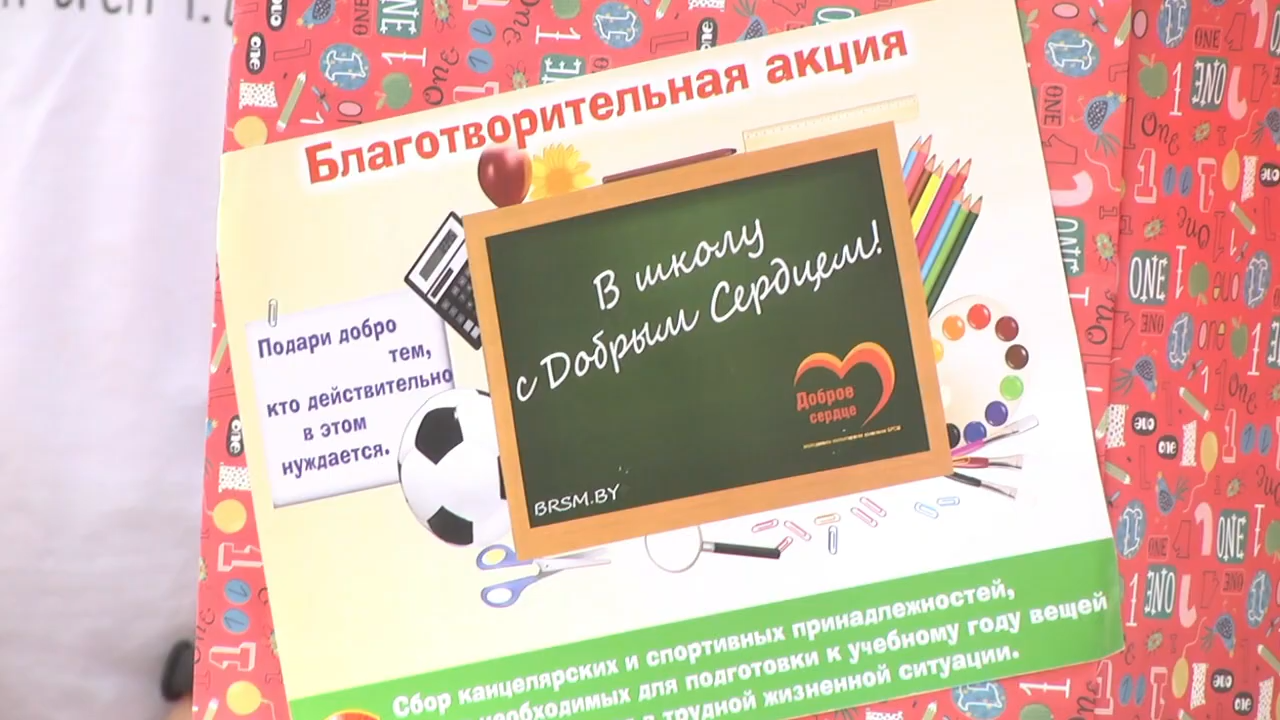 Благотворительная акция
В школу
с Добрым Сердцем!
Подари добро
тем,
кто действительно
в этом
нуждается.
Доброе
сердце
BRSM.BY
Сбор канцелярских и спортивных принадлежностей,
необходимых для подготовки к учебному году вещей
в трудной жизненной ситуации.